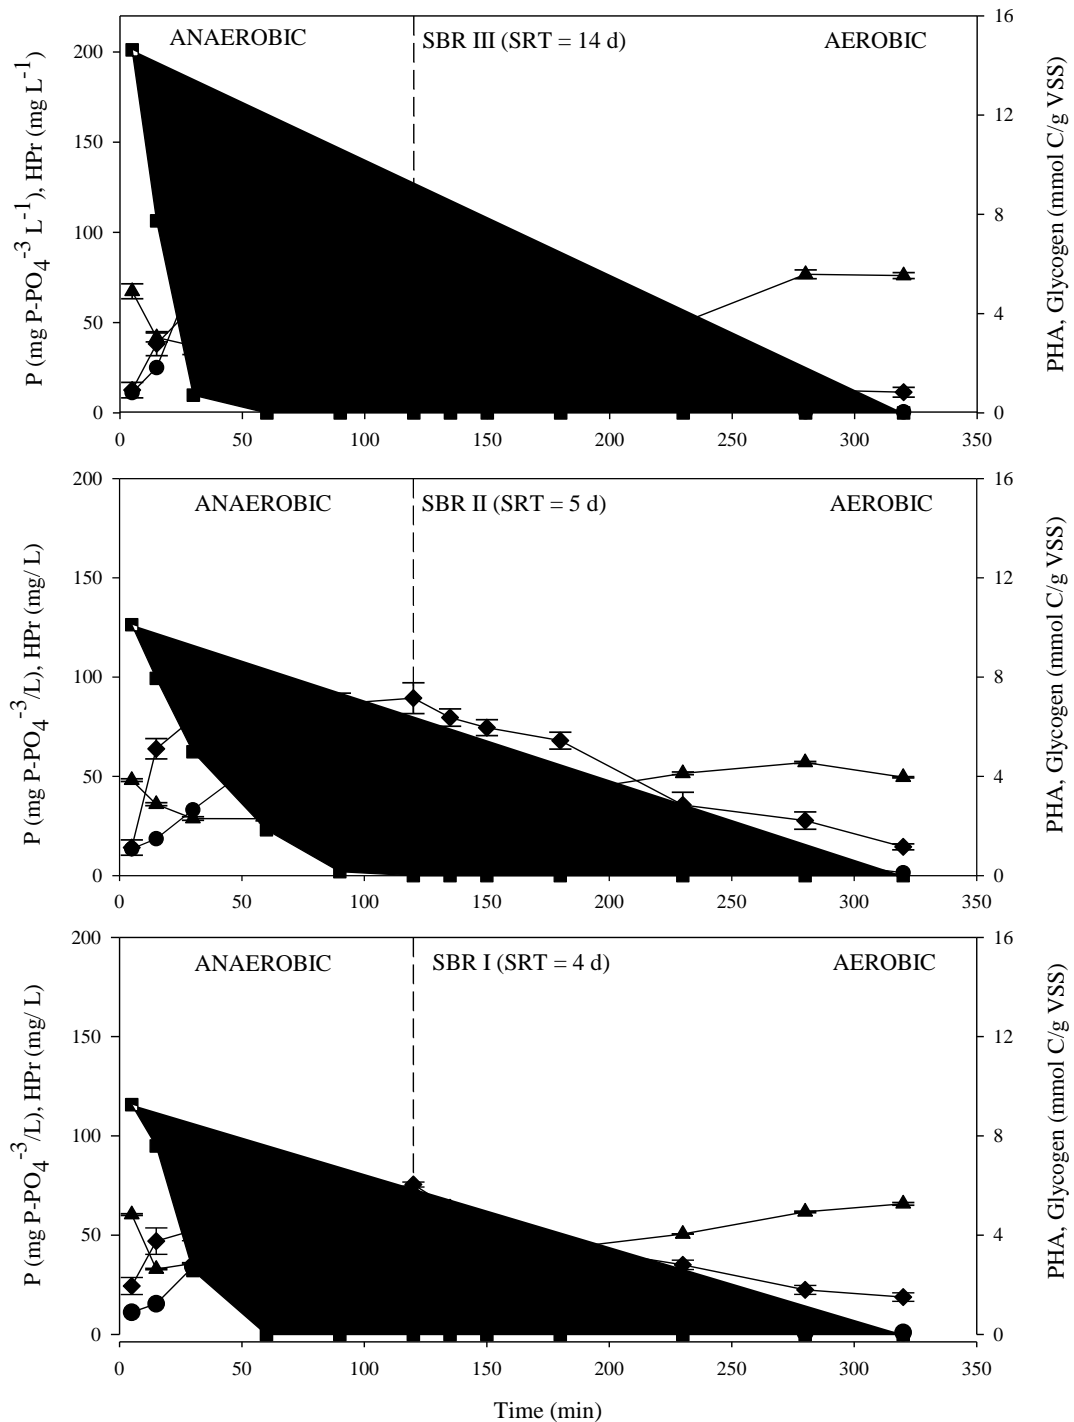 ANAEROBIC SBR III (SRT = 14 d) AEROBIC
P (mg P-PO4-3 L-1), HPr (mg L-1)
200
150
100
50
0
PHA, Glycogen (mmol C/g VSS)
16
12
8
4
0
0 50 100 150 200 250 300 350
ANAEROBIC SBR II (SRT = 5 d) AEROBIC
P (mg P-PO4-3/L), HPr (mg/ L)
200
150
100
50
0
PHA, Glycogen (mmol C/g VSS)
16
12
8
4
0
0 50 100 150 200 250 300 350
ANAEROBIC SBR I (SRT = 4 d) AEROBIC
P (mg P-PO4-3/L), HPr (mg/ L)
200
150
100
50
0
PHA, Glycogen (mmol C/g VSS)
16
12
8
4
0
0 50 100 150 200 250 300 350
Time (min)